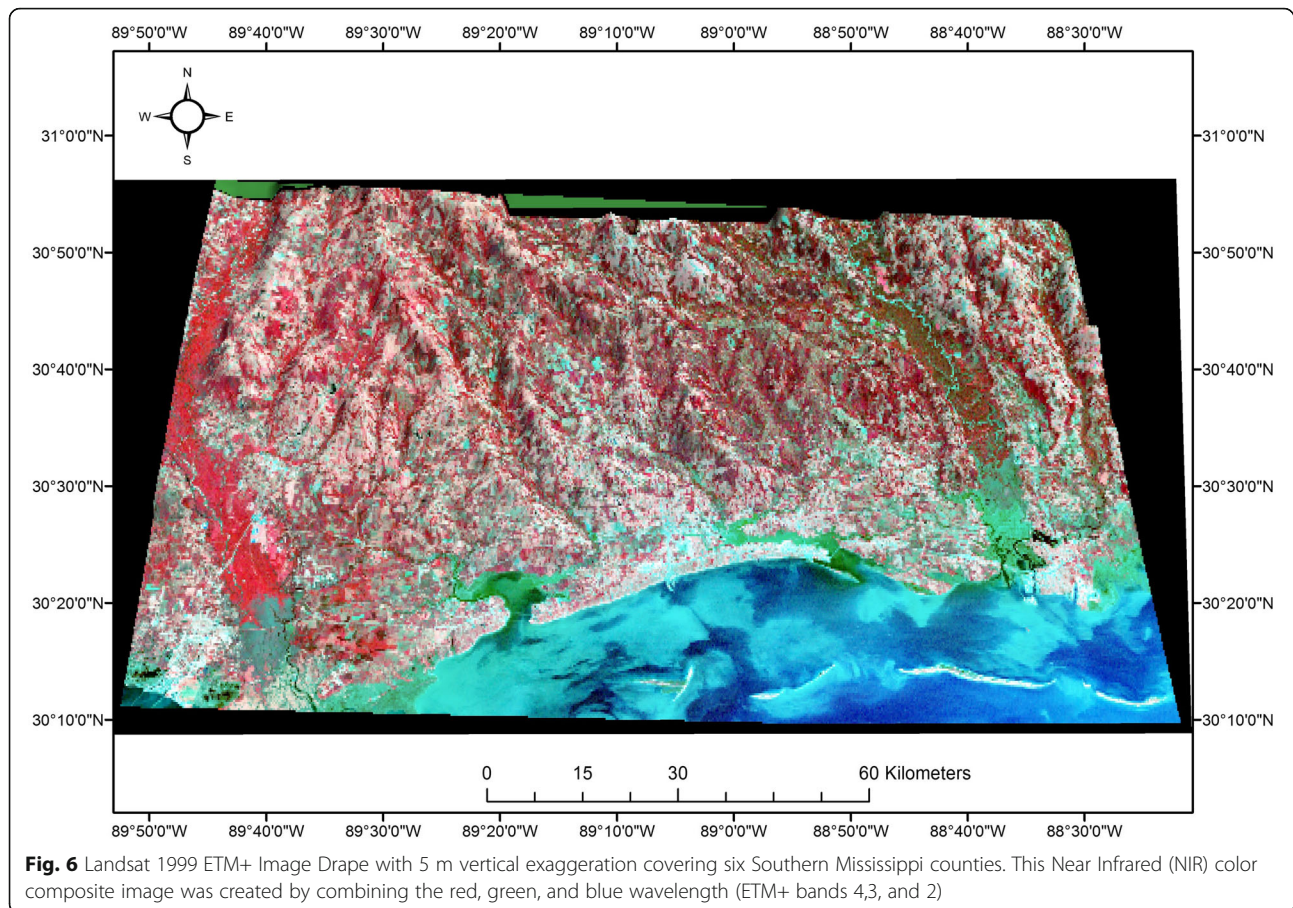 89°50'0"W 89°40'0"W 89°30'0"W 89°20'0"W 89°10'0"W 89°0'0"W 88°50'0"W 88°40'0"W 88°30'0"W
N
W E
S
31°0'0"N 31°0'0"N
30°50'0"N 30°50'0"N
30°40'0"N 30°40'0"N
30°30'0"N 30°30'0"N
30°20'0"N 30°20'0"N
30°10'0"N 30°10'0"N
0 15 30 60 Kilometers
89°50'0"W 89°40'0"W 89°30'0"W 89°20'0"W 89°10'0"W 89°0'0"W 88°50'0"W 88°40'0"W 88°30'0"W
Fig. 6 Landsat 1999 ETM+ Image Drape with 5 m vertical exaggeration covering six Southern Mississippi counties. This Near Infrared (NIR) color
composite image was created by combining the red, green, and blue wavelength (ETM+ bands 4,3, and 2)